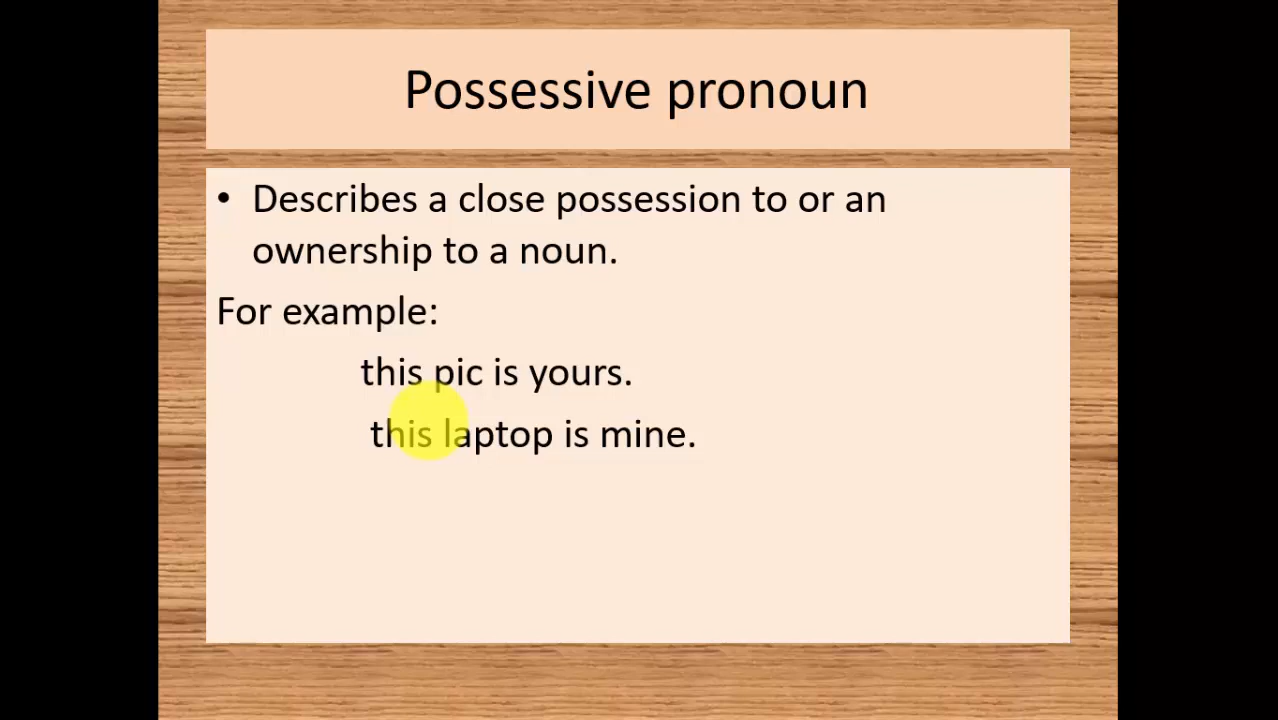 Possessive pronoun
• Describes a close possession to or an
ownership to a noun.
For example:
this pic is yours.
this laptop is mine.